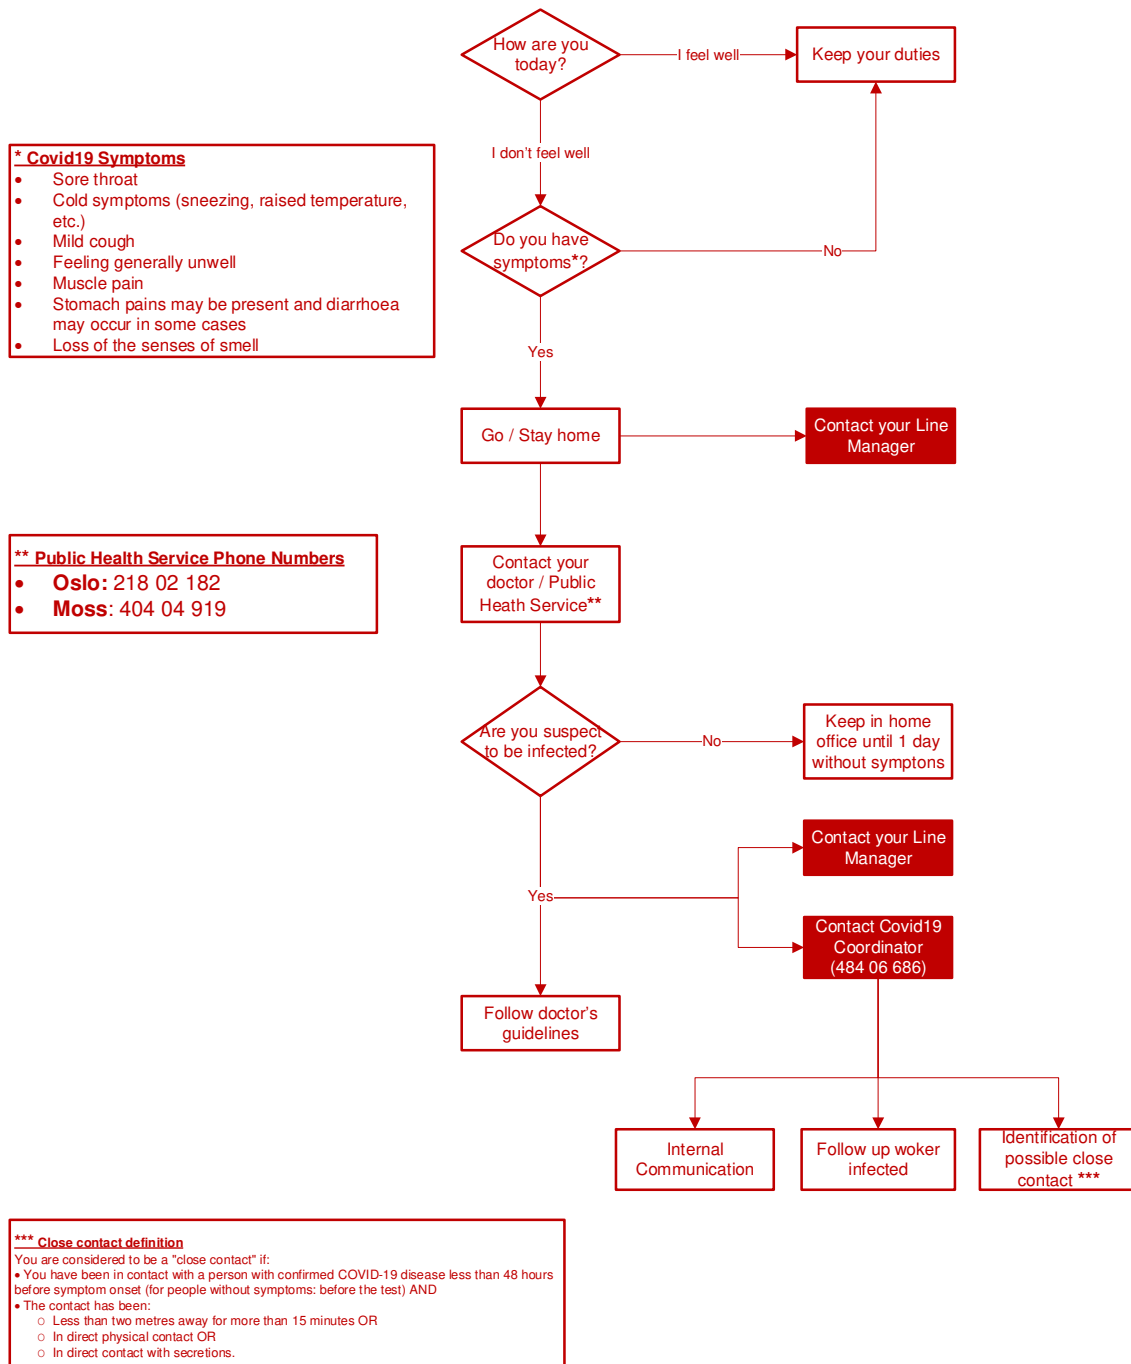 How are you
today?
I feel well
Keep your duties
I don't feel well
* Covid19 Symptoms
• Sore throat
• Cold symptoms (sneezing, raised temperature,
etc.)
• Mild cough
• Feeling generally unwell
• Muscle pain
• Stomach pains may be present and diarrhoea
may occur in some cases
• Loss of the senses of smell
Do you have
symptoms*?
No
Yes
Go / Stay home
Contact your Line
Manager
** Public Health Service Phone Numbers
• Oslo: 218 02 182
• Moss: 404 04 919
Contact your
doctor / Public
Heath Service**
Are you suspect
to be infected?
No
Keep in home
office until 1 day
without symptons
Contact your Line
Manager
Yes
Contact Covid19
Coordinator
(484 06 686)
Follow doctor's
guidelines
Internal
Communication
Follow up woker
infected
Identification of
possible close
contact ***
*** Close contact definition
You are considered to be a "close contact" if:
• You have been in contact with a person with confirmed COVID-19 disease less than 48 hours
before symptom onset (for people without symptoms: before the test) AND
• The contact has been:
o Less than two metres away for more than 15 minutes OR
o In direct physical contact OR
o In direct contact with secretions.